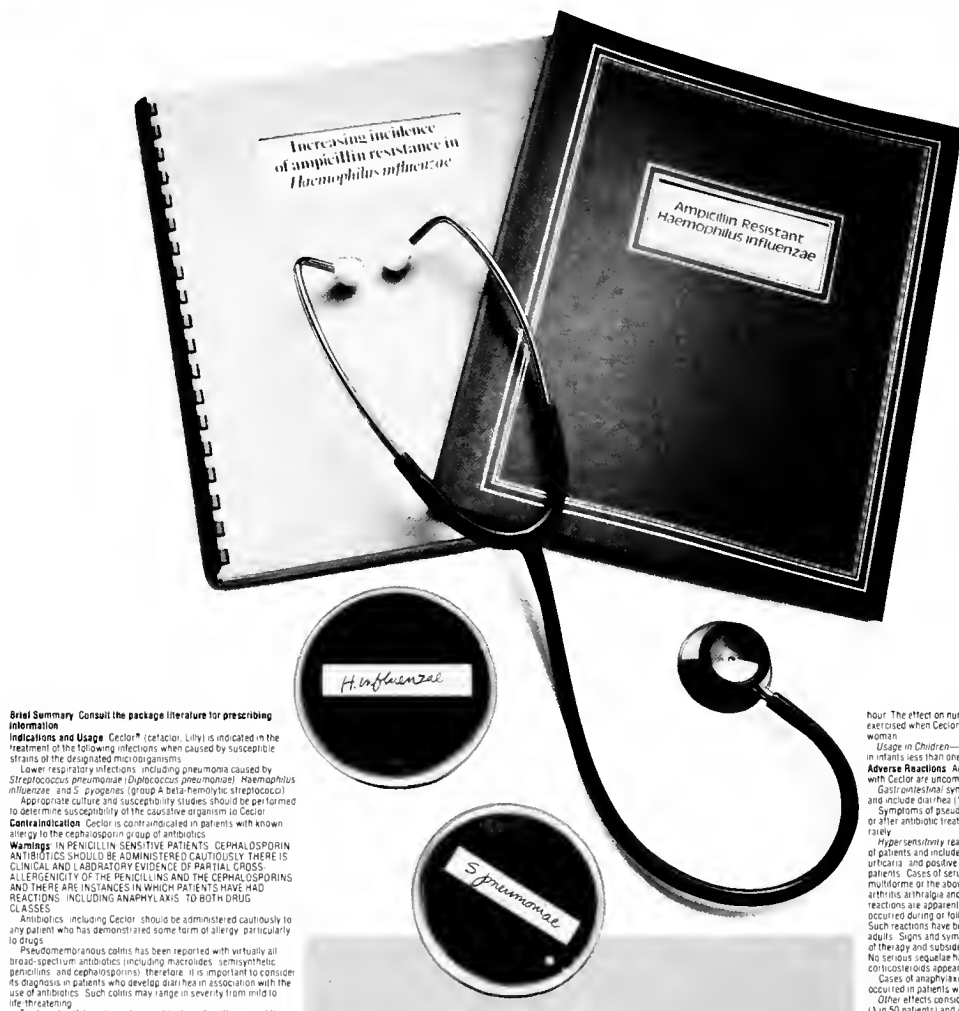 Increasing incidence
of ampicillin resistance in
Haemophilus influenzae
Ampicillin Resistant
Haemophilus influenzae
H. influenzae
S pneumoniae
Brief Summary Consult the package literature for prescribing
information
Indications and Usage Ceclor® (cefaclor, Lilly) is indicated in the
treatment of the following infections when caused by susceptible
strains of the designated microorganisms
Lower respiratory infections including pneumonia caused by
Streptococcus pneumoniae (Diplococcus pneumoniae) Haemophilus
influenzae and S pyogenes (group A beta-hemolytic streptococci)
Appropriate culture and susceptibility studies should be performed
to determine susceptibility of the causative organism to Ceclor
Contraindication Ceclor is contraindicated in patients with known
allergy to the cephalosporin group of antibiotics
Warnings IN PENICILLIN SENSITIVE PATIENTS CEPHALOSPORIN
ANTIBIOTICS SHOULD BE ADMINISTERED CAUTIOUSLY THERE IS
CLINICAL AND LABORATORY EVIDENCE OF PARTIAL CROSS-
ALLERGENICITY OF THE PENICILLINS AND THE CEPHALOSPORINS
AND THERE ARE INSTANCES IN WHICH PATIENTS HAVE HAD
REACTIONS INCLUDING ANAPHYLAXIS TO BOTH DRUG
CLASSES
Antibiotics including Ceclor should be administered cautiously to
any patient who has demonstrated some form of allergy particularly
to drugs
Pseudomembranous colitis has been reported with virtually all
broad-spectrum antibiotics (including macrolides semisynthetic
penicillins and cephalosporins) therefore it is important to consider
its diagnosis in patients who develop diarrhea in association with the
use of antibiotics Such colitis may range in severity from mild to
life-threatening
hour The effect on nur
exercised when Ceclor
woman
Usage in Children—
in infants less than one
Adverse Reactions A
with Ceclor are uncom
Gastrointestinal sym
and include diarrhea (
Symptoms of pseud
or after antibiotic treat
rarely
Hypersensitivity rea
of patients and include
urticaria and positive
patients Cases of seru
multiforme or the abov
arthritis arthralgia and
reactions are apparent
occurred during or foll
Such reactions have be
adults Signs and sym
of therapy and subside
No serious sequelae ha
corticosteroids appear
Cases of anaphylaxi
occurred in patients w
Other effects consid